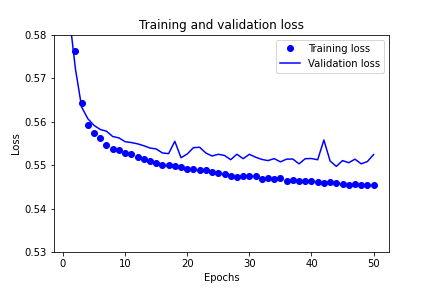 Training and validation loss
Training loss
Validation loss
0.58
0.57
0.56
0.55
0.54
0.53
Loss
0
10
20
30
40
50
Epochs